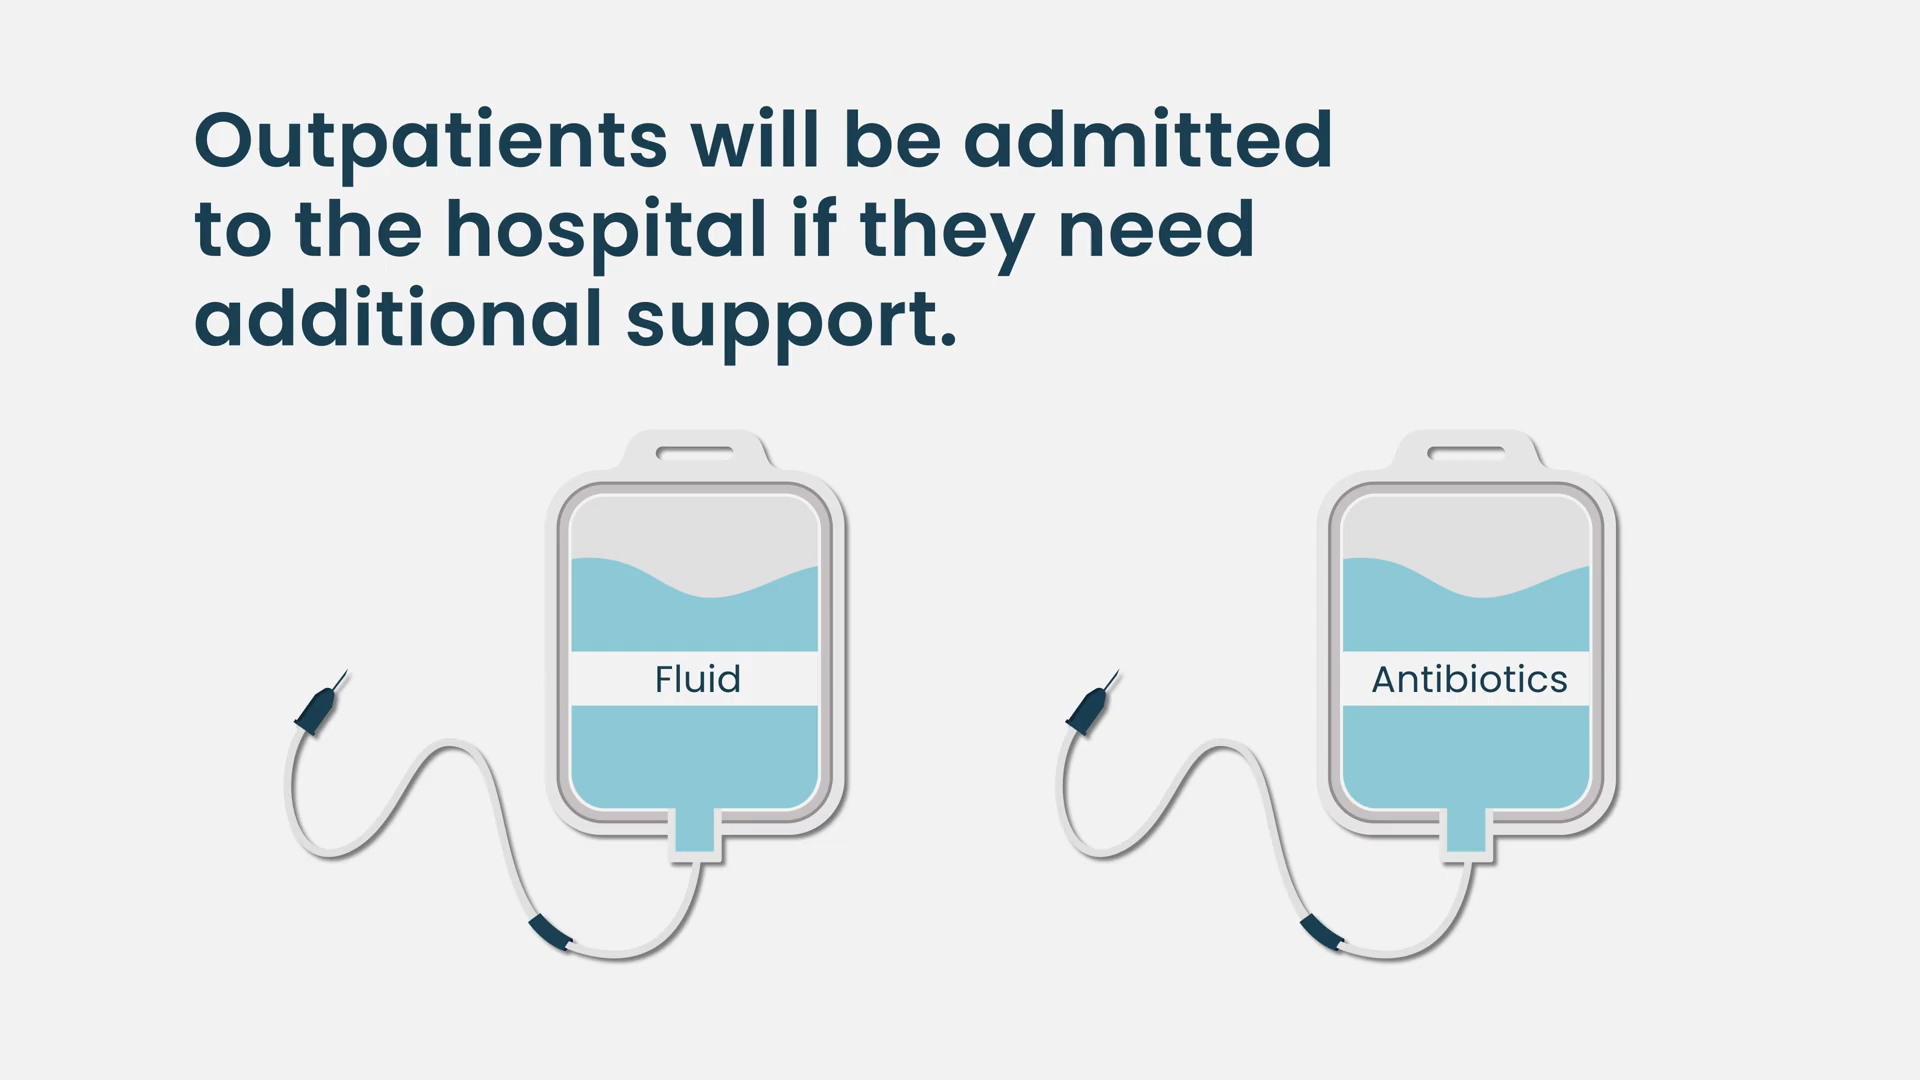 Outpatients will be admitted
to the hospital if they need
additional support.
Fluid
Antibiotics